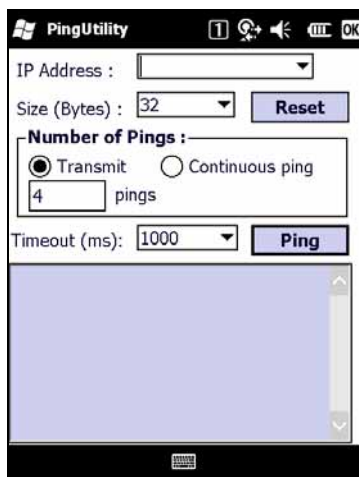 PingUtility 1 OK
IP Address :
Size (Bytes) : 32 Reset
Number of Pings :
Transmit Continuous ping
4 pings
Timeout (ms): 1000 Ping